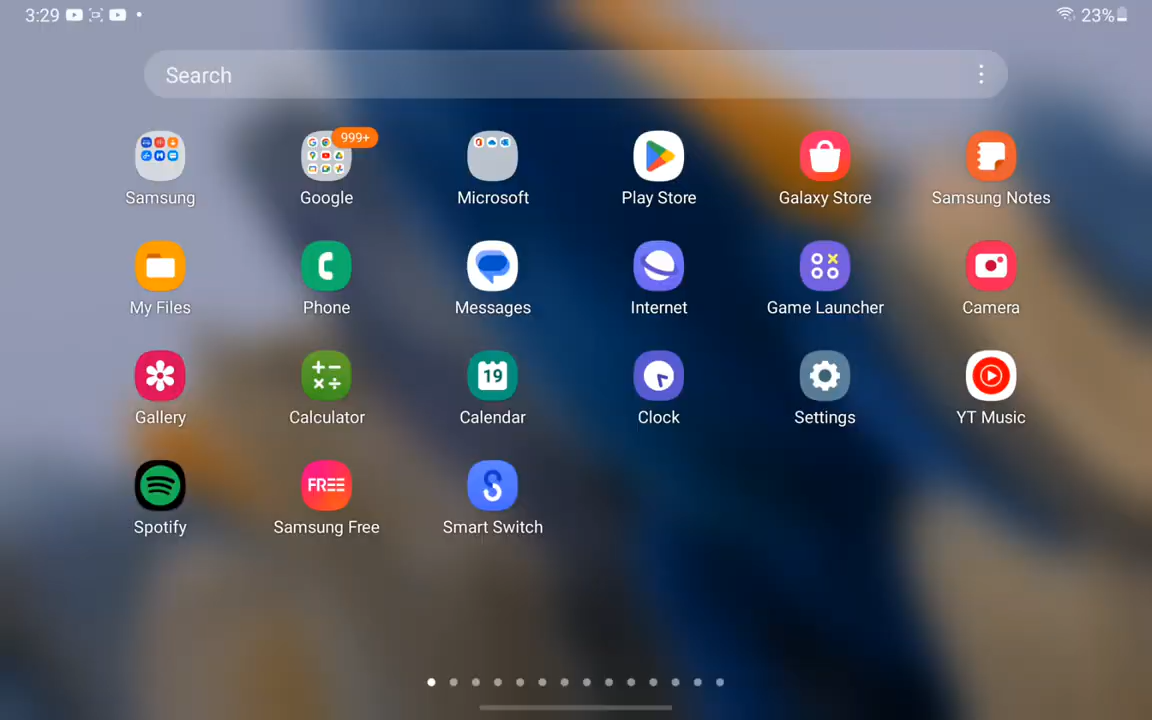 3:29 23%
Search
999+
Samsung Google Microsoft Play Store Galaxy Store Samsung Notes
My Files Phone Messages Internet Game Launcher Camera
19
Gallery Calculator Calendar Clock Settings YT Music
FREE
Spotify Samsung Free Smart Switch